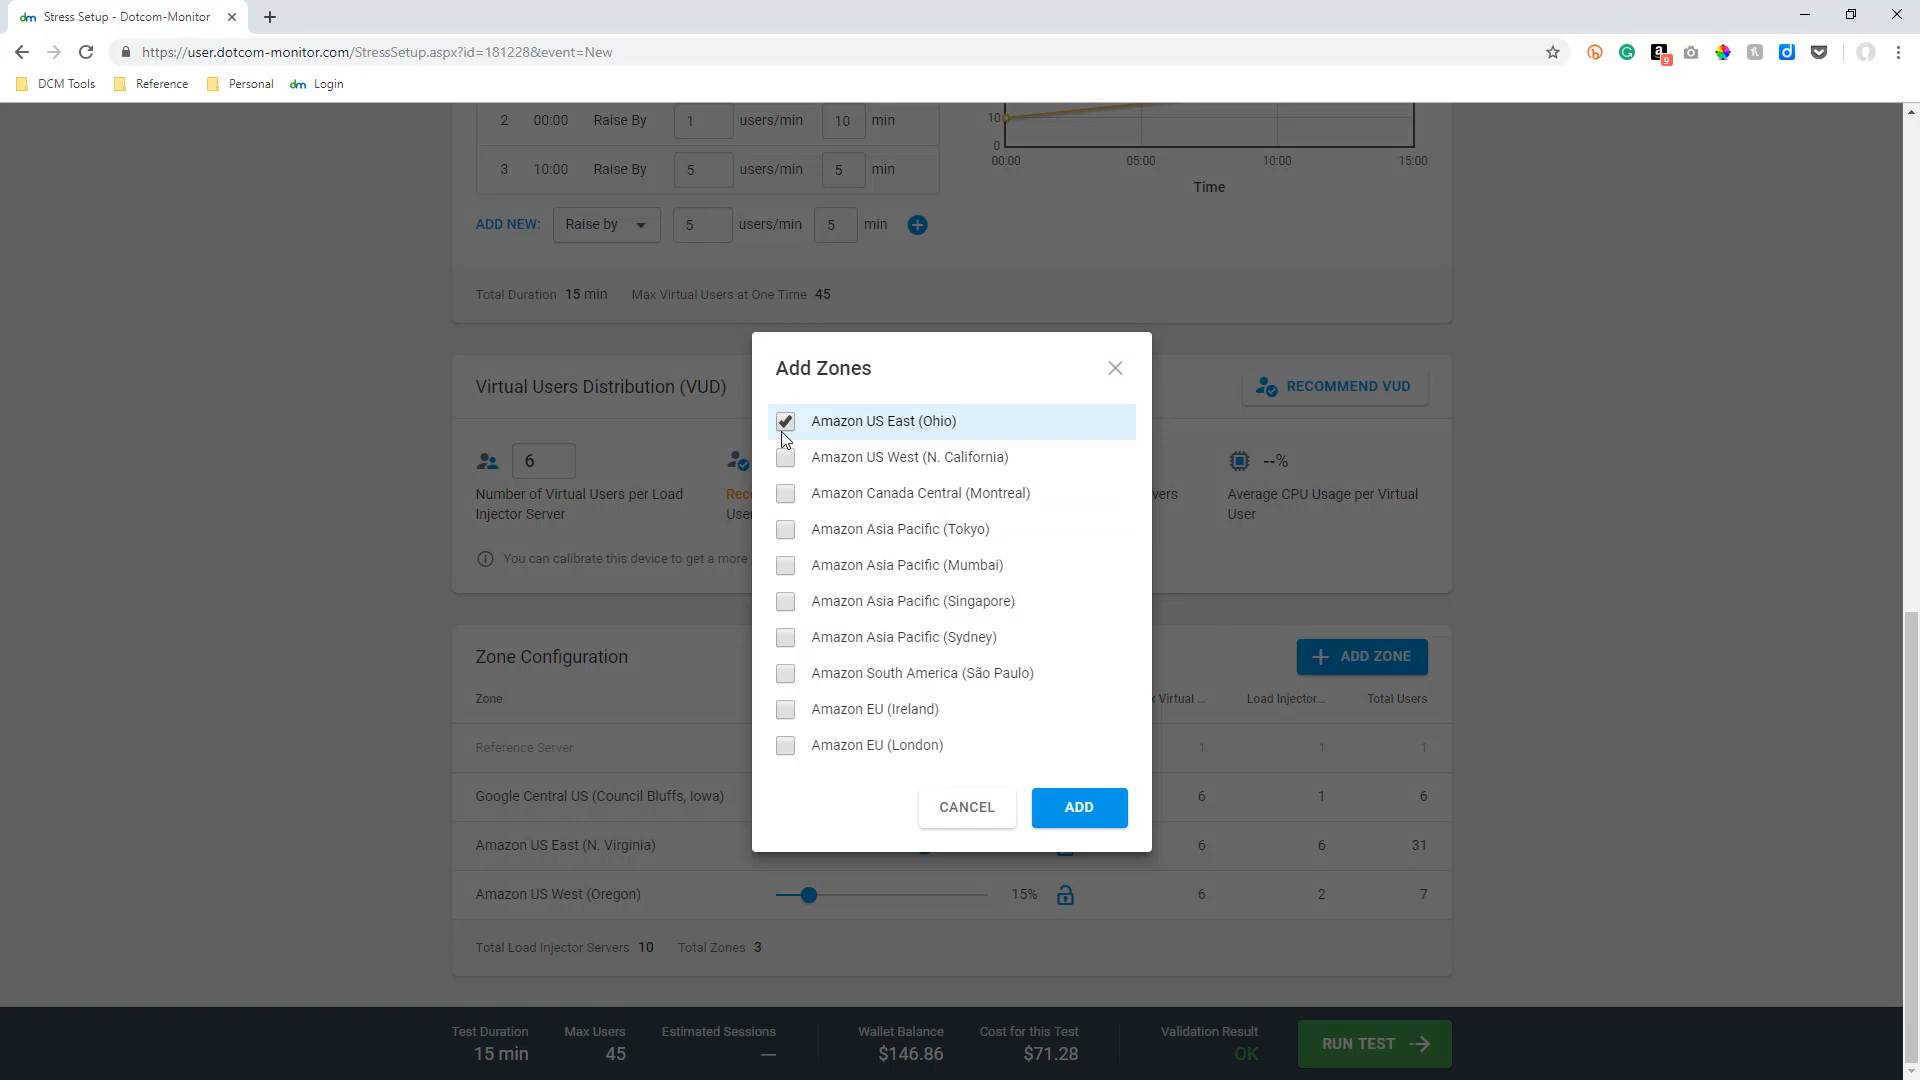 dm Stress Setup - Dotcom-Monitor
https://user.dotcom-monitor.com/StressSetup.aspx?id=181228&event=New
9
DCM Tools Reference Personal dm Login
2 00:00 Raise By 1 users/min 10 min
3 10:00 Raise By 5 users/min 5 min
10
0
00:00 05:00 10:00 15:00
Time
ADD NEW: Raise by 5 users/min 5 min
Total Duration 15 min Max Virtual Users at One Time 45
Virtual Users Distribution (VUD)
RECOMMEND VUD
6
Number of Virtual Users per Load
Injector Server
--%
Average CPU Usage per Virtual
User
You can calibrate this device to get a more
Add Zones
Amazon US East (Ohio)
Amazon US West (N. California)
Amazon Canada Central (Montreal)
Amazon Asia Pacific (Tokyo)
Amazon Asia Pacific (Mumbai)
Amazon Asia Pacific (Singapore)
Amazon Asia Pacific (Sydney)
Amazon South America (São Paulo)
Amazon EU (Ireland)
Amazon EU (London)
CANCEL ADD
Zone Configuration
ADD ZONE
Zone Virtual ... Load Injector... Total Users
Reference Server 1 1 1
Google Central US (Council Bluffs, Iowa) 6 1 6
Amazon US East (N. Virginia) 6 6 31
Amazon US West (Oregon) 15% 6 2 7
Total Load Injector Servers 10 Total Zones 3
Test Duration Max Users Estimated Sessions Wallet Balance Cost for this Test Validation Result
15 min 45 — $146.86 $71.28 OK
RUN TEST